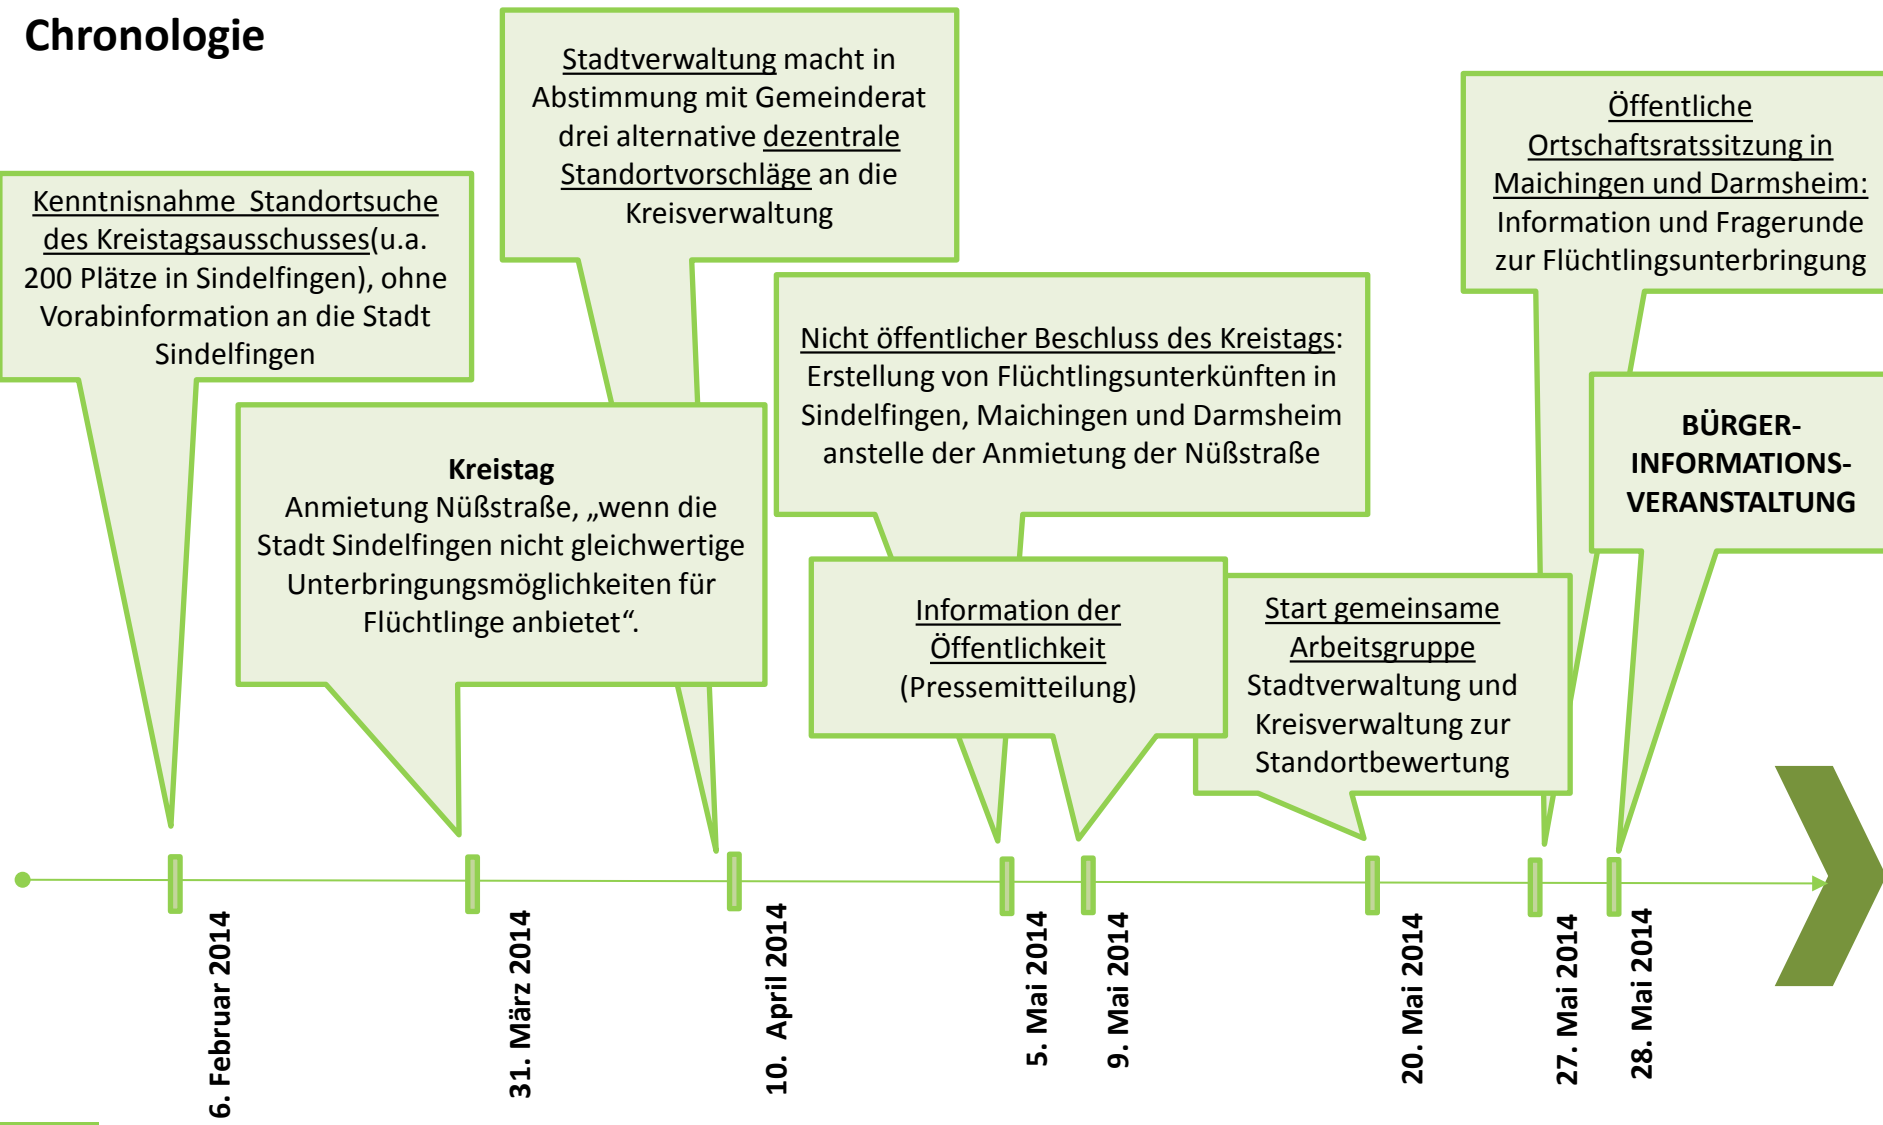 Chronologie
Kenntnisnahme  Standortsuche
des Kreistagsausschusses(u.a.
200 Plätze in Sindelfingen), ohne
Vorabinformation an die Stadt
Sindelfingen
Kreistag
Anmietung Nüßstraße, „wenn die
Stadt Sindelfingen nicht gleichwertige
Unterbringungsmöglichkeiten für
Flüchtlinge anbietet“.
Stadtverwaltung macht in
Abstimmung mit Gemeinderat
drei alternative dezentrale
Standortvorschläge an die
Kreisverwaltung
Nicht öffentlicher Beschluss des Kreistags:
Erstellung von Flüchtlingsunterkünften in
Sindelfingen, Maichingen und Darmsheim
anstelle der Anmietung der Nüßstraße
Information der
Öffentlichkeit
(Pressemitteilung)
Start gemeinsame
Arbeitsgruppe
Stadtverwaltung und
Kreisverwaltung zur
Standortbewertung
Öffentliche
Ortschaftsratssitzung in
Maichingen und Darmsheim:
Information und Fragerunde
zur Flüchtlingsunterbringung
BÜRGER-
INFORMATIONS-
VERANSTALTUNG
6. Februar 2014
31. März 2014
10.  April 2014
5. Mai 2014
9. Mai 2014
20. Mai 2014
27. Mai 2014
28. Mai 2014